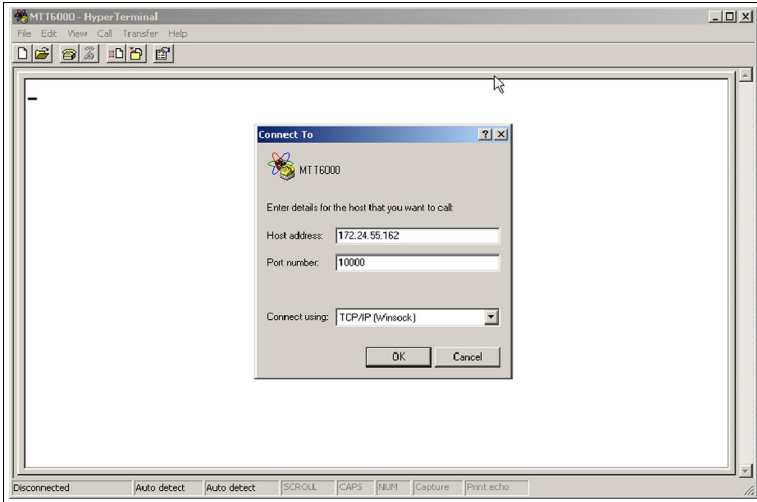 MTT6000 - HyperTerminal
File Edit View Call Transfer Help
Connect To
MTT6000
Enter details for the host that you want to call:
Host address: 172.24.55.162
Port number: 10000
Connect using: TCP/IP (Winsock)
OK Cancel
Disconnected Auto detect Auto detect SCROLL CAPS NUM Capture Print echo